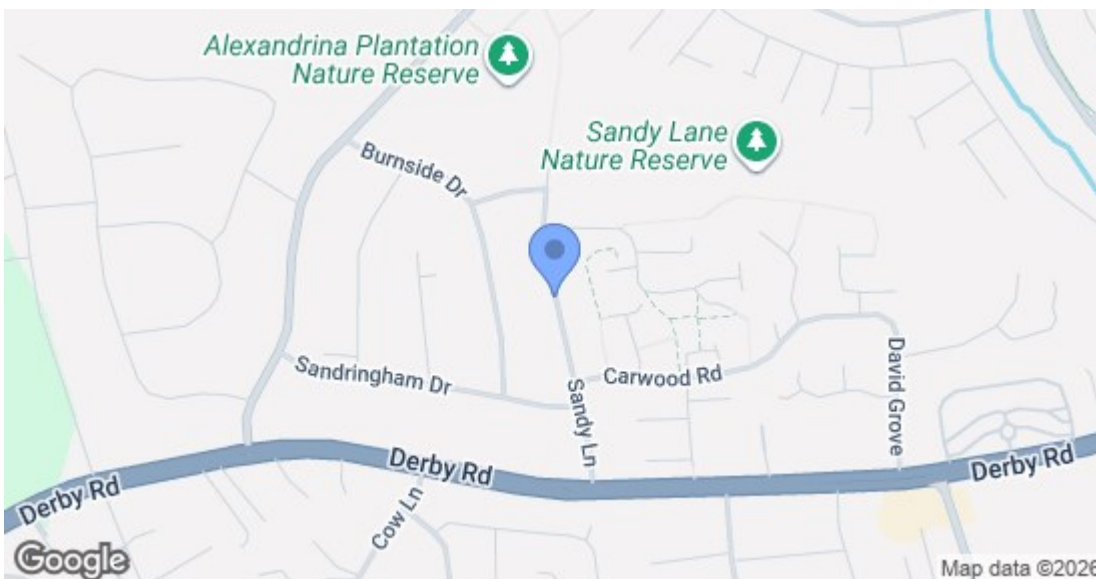 Alexandrina Plantation
Nature Reserve
Sandy Lane
Nature Reserve
Burnside Dr
Sandringham Dr
Sandy Ln
Carwood Rd
David Grove
Derby Rd
Derby Rd
Derby Rd
Cow Ln
Google
Map data ©2026